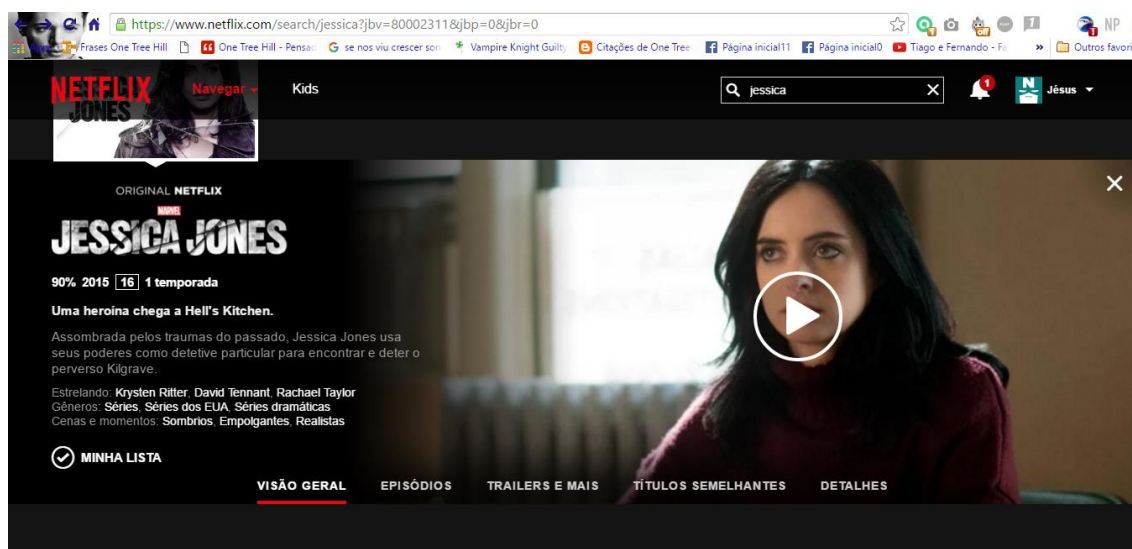 https://www.netflix.com/search/jessica?jbv=80002311&jbp=0&jbr=0
NP
Frases One Tree Hill One Tree Hill - Pensa se nos viu crescer son Vampire Knight Guilty Citações de One Tree Página inicial11 Página inicial0 Tiago e Fernando - Fa » Outros favori
NETFLIX Navegar Kids jessica 1 Jésus
JONES
ORIGINAL NETFLIX
MARVEL
JESSICA JONES
90% 2015 16 1 temporada
Uma heroína chega a Hell's Kitchen.
Assombrada pelos traumas do passado, Jessica Jones usa
seus poderes como detetive particular para encontrar e deter o
perverso Kilgrave.
Estrelando: Krysten Ritter, David Tennant, Rachael Taylor
Gêneros: Séries, Séries dos EUA, Séries dramáticas
Cenas e momentos: Sombrios, Empolgantes, Realistas
MINHA LISTA
VISÃO GERAL EPISÓDIOS TRAILERS E MAIS TÍTULOS SEMELHANTES DETALHES